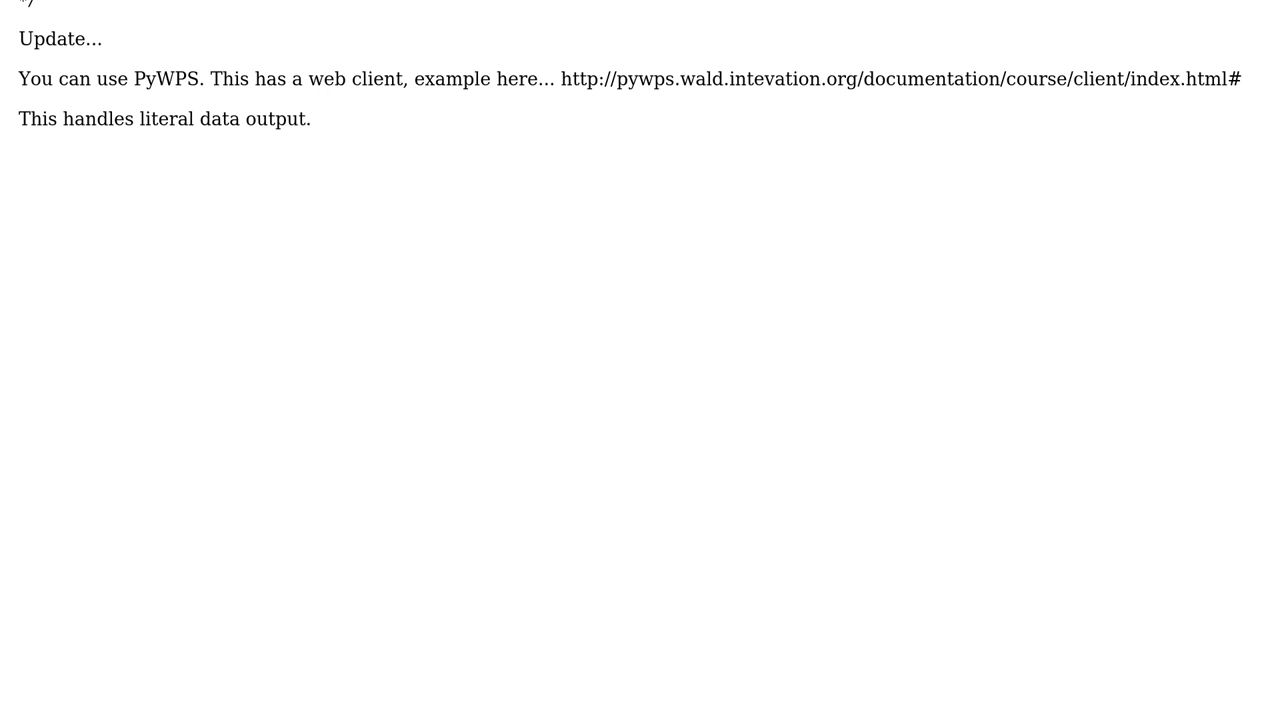 */
Update...
You can use PyWPS. This has a web client, example here... http://pywps.wald.intevation.org/documentation/course/client/index.html#
This handles literal data output.